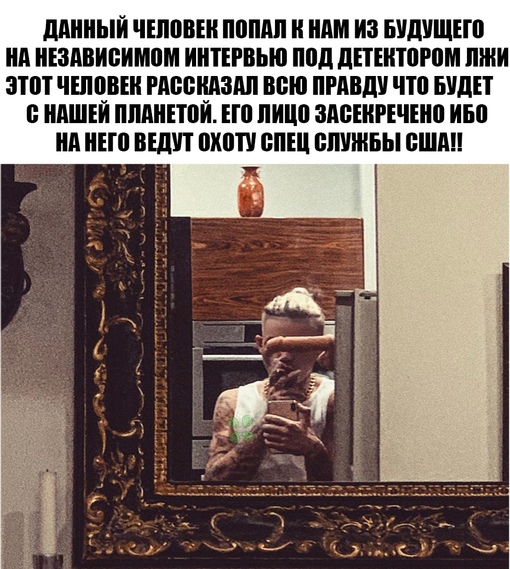 ДАННЫЙ ЧЕЛОВЕК ПОПАЛ К НАМ ИЗ БУДУЩЕГО
НА НЕЗАВИСИМОМ ИНТЕРВЬЮ ПОД ДЕТЕКТОРОМ ЛЖИ
ЭТОТ ЧЕЛОВЕК РАССКАЗАЛ ВСЮ ПРАВДУ ЧТО БУДЕТ
С НАШЕЙ ПЛАНЕТОЙ. ЕГО ЛИЦО ЗАСЕКРЕЧЕНО ИБО
НА НЕГО ВЕДУТ ОХОТУ СПЕЦ СЛУЖБЫ США!!